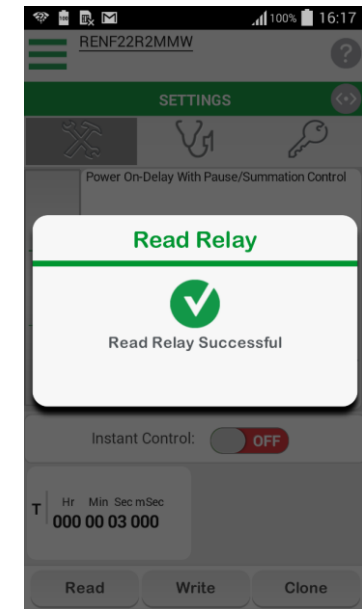 100% 16:17
RENF22R2MMW
?
SETTINGS
Power On-Delay With Pause/Summation Control
Read Relay
Read Relay Successful
Instant Control: OFF
Hr Min Sec mSec
T 000 00 03 000
Read Write Clone